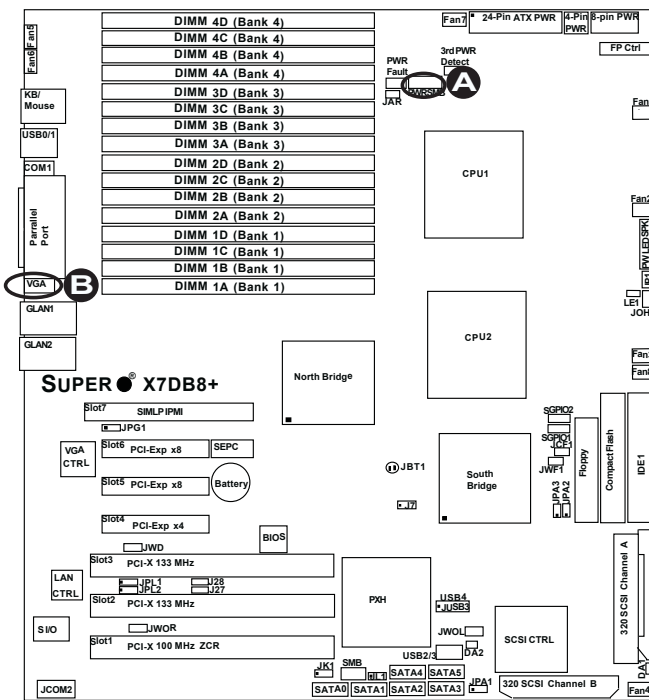 DIMM 4D (Bank 4)
DIMM 4C (Bank 4)
DIMM 4B (Bank 4)
DIMM 4A (Bank 4)
DIMM 3D (Bank 3)
DIMM 3C (Bank 3)
DIMM 3B (Bank 3)
DIMM 3A (Bank 3)
DIMM 2D (Bank 2)
DIMM 2C (Bank 2)
DIMM 2B (Bank 2)
DIMM 2A (Bank 2)
DIMM 1D (Bank 1)
DIMM 1C (Bank 1)
DIMM 1B (Bank 1)
DIMM 1A (Bank 1)
Fan5
Fan6
KB/
Mouse
USB0/1
COM1
Parrallel
Port
VGA
B
GLAN1
GLAN2
Fan7
24-Pin ATX PWR
4-Pin
PWR
8-pin PWR
FP Ctrl
PWR
Fault
3rd PWR
Detect
JAR
PWRSMB
A
CPU1
CPU2
Fan2
LE1
JOH
SUPER X7DB8+
North Bridge
Slot7
SIMLP IPMI
JPG1
VGA
CTRL
Slot6
PCI-Exp x8
SEPC
Slot5
PCI-Exp x8
Battery
Slot4
PCI-Exp x4
BIOS
JWD
Slot3
PCI-X 133 MHz
LAN
CTRL
JPL1
JPL2
J28
J27
Slot2
PCI-X 133 MHz
SI/O
JWOR
Slot1
PCI-X 100 MHz ZCR
JCOM2
JBT1
J7
South
Bridge
SGPIO2
SGPIO1
JCF1
JWF1
JPA3
JPA2
Floppy
CompactFlash
IDE1
PXH
USB4
JUSB3
JWOL
DA2
USB2/3
SCSI CTRL
320 SCSI Channel A
DA1
JK1
SMB
SATA0
SATA1
SATA4
SATA2
SATA5
SATA3
JPA1
320 SCSI Channel B
Fan4